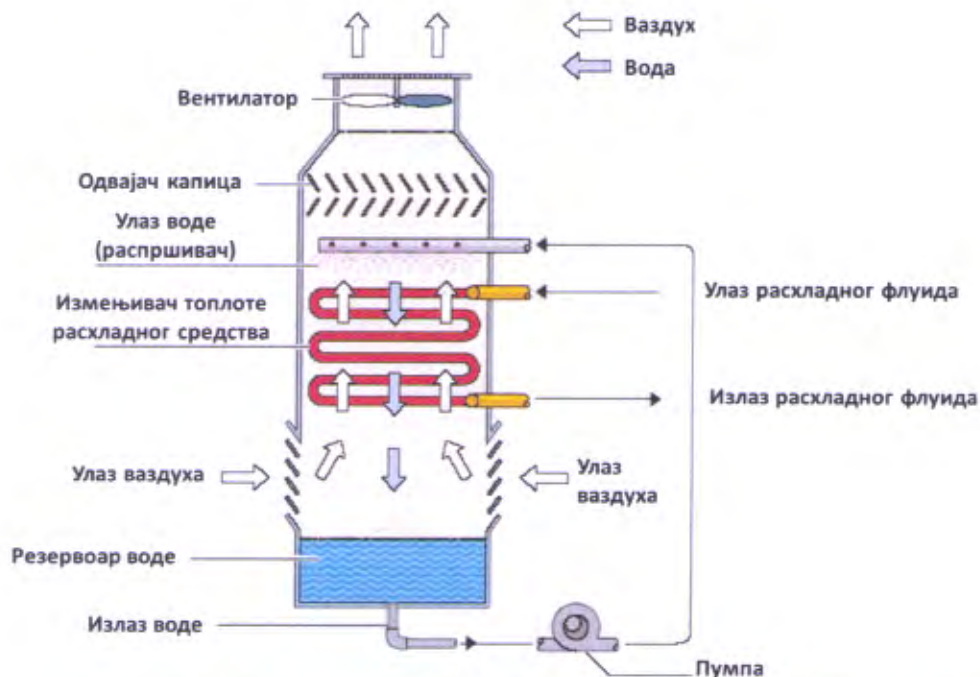 Ваздух
Вода
Вентилатор
Одвајач капица
Улаз воде
(распршивач)
Измењивач топлоте
расхладног средства
Улаз расхладног флуида
Излаз расхладног флуида
Улаз ваздуха
Улаз
ваздуха
Резервоар воде
Излаз воде
Пумпа